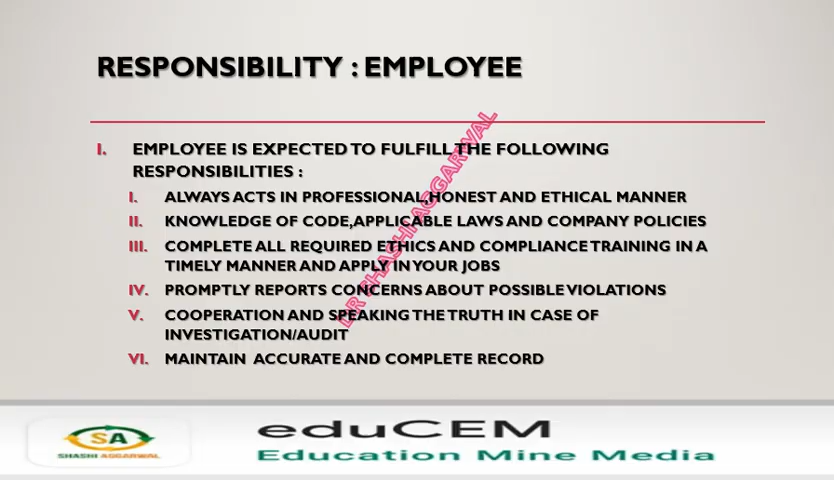 RESPONSIBILITY : EMPLOYEE
I. EMPLOYEE IS EXPECTED TO FULFILL THE FOLLOWING
RESPONSIBILITIES :
I. ALWAYS ACTS IN PROFESSIONAL,HONEST AND ETHICAL MANNER
II. KNOWLEDGE OF CODE,APPLICABLE LAWS AND COMPANY POLICIES
III. COMPLETE ALL REQUIRED ETHICS AND COMPLIANCE TRAINING IN A
TIMELY MANNER AND APPLY IN YOUR JOBS
IV. PROMPTLY REPORTS CONCERNS ABOUT POSSIBLE VIOLATIONS
V. COOPERATION AND SPEAKING THE TRUTH IN CASE OF
INVESTIGATION/AUDIT
VI. MAINTAIN ACCURATE AND COMPLETE RECORD
DR SHASHI AGGARWAL
SA
SHASHI AGGARWAL
eduCEM
Education Mine Media